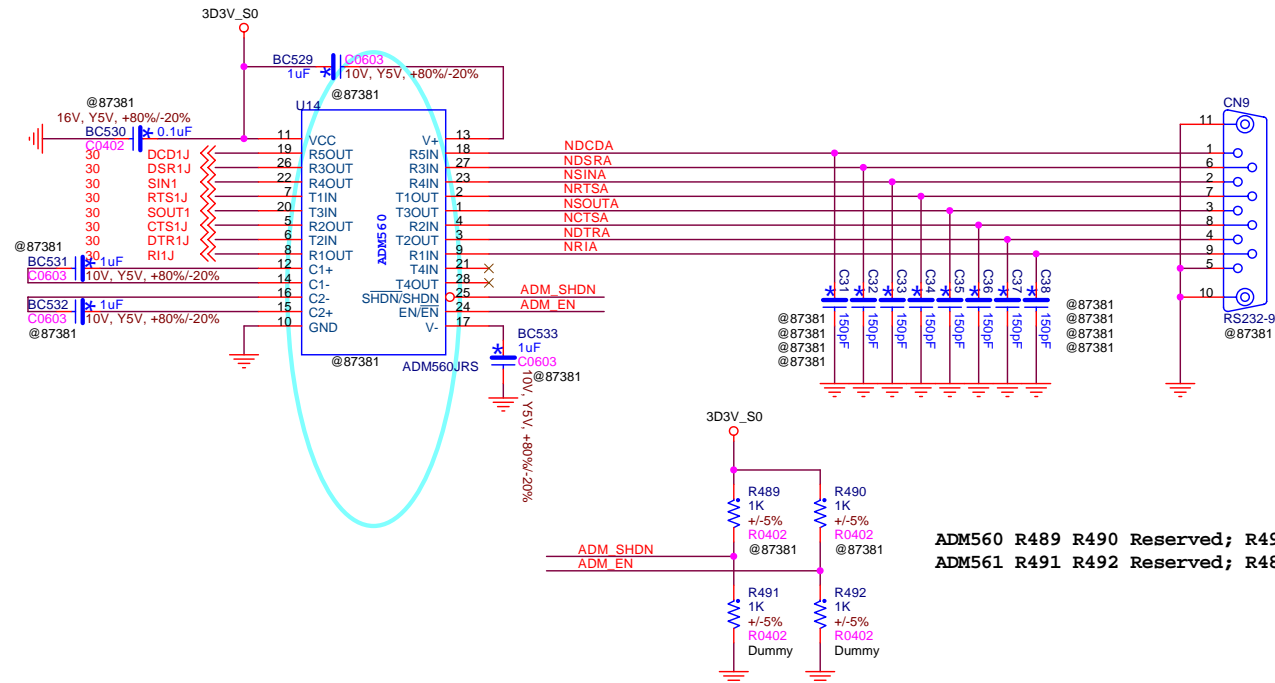 3D3V_S0
BC529
1uF
C0603
10V, Y5V, +80%/-20%
@87381
U14
@87381
16V, Y5V, +80%/-20%
BC530
0.1uF
C0402
30 DCD1J
30 DSR1J
30 SIN1
30 RTS1J
30 SOUT1
30 CTS1J
30 DTR1J
30 RI1J
@87381
BC531
1uF
C0603
10V, Y5V, +80%/-20%
BC532
1uF
C0603
10V, Y5V, +80%/-20%
@87381
11 VCC V+ 13
19 R5OUT R5IN 18
26 R3OUT R3IN 27
22 R4OUT R4IN 23
7 T1IN T1OUT 2
20 T3IN T3OUT 1
5 R2OUT R2IN 4
6 T2IN T2OUT 3
8 R1OUT R1IN 9
12 C1+ T4IN 21
14 C1- T4OUT 28
16 C2- SHDN/SHDN 25
15 C2+ EN/EN 24
10 GND V- 17
ADM560
@87381
ADM560JRS
NDCDA
NDSRA
NSINA
NRTSA
NSOUTA
NCTSA
NDTRA
NRIA
ADM_SHDN
ADM_EN
BC533
1uF
C0603
@87381
10V, Y5V, +80%/-20%
C31
C32
C33
C34
C35
C36
C37
C38
150pF
150pF
150pF
150pF
150pF
150pF
150pF
150pF
@87381
@87381
@87381
@87381
@87381
@87381
@87381
@87381
CN9
11
1
6
2
7
3
8
4
9
5
10
RS232-9
@87381
3D3V_S0
R489
1K
+/-5%
R0402
@87381
R490
1K
+/-5%
R0402
@87381
ADM_SHDN
ADM_EN
R491
1K
+/-5%
R0402
Dummy
R492
1K
+/-5%
R0402
Dummy
ADM560 R489 R490 Reserved; R49
ADM561 R491 R492 Reserved; R48